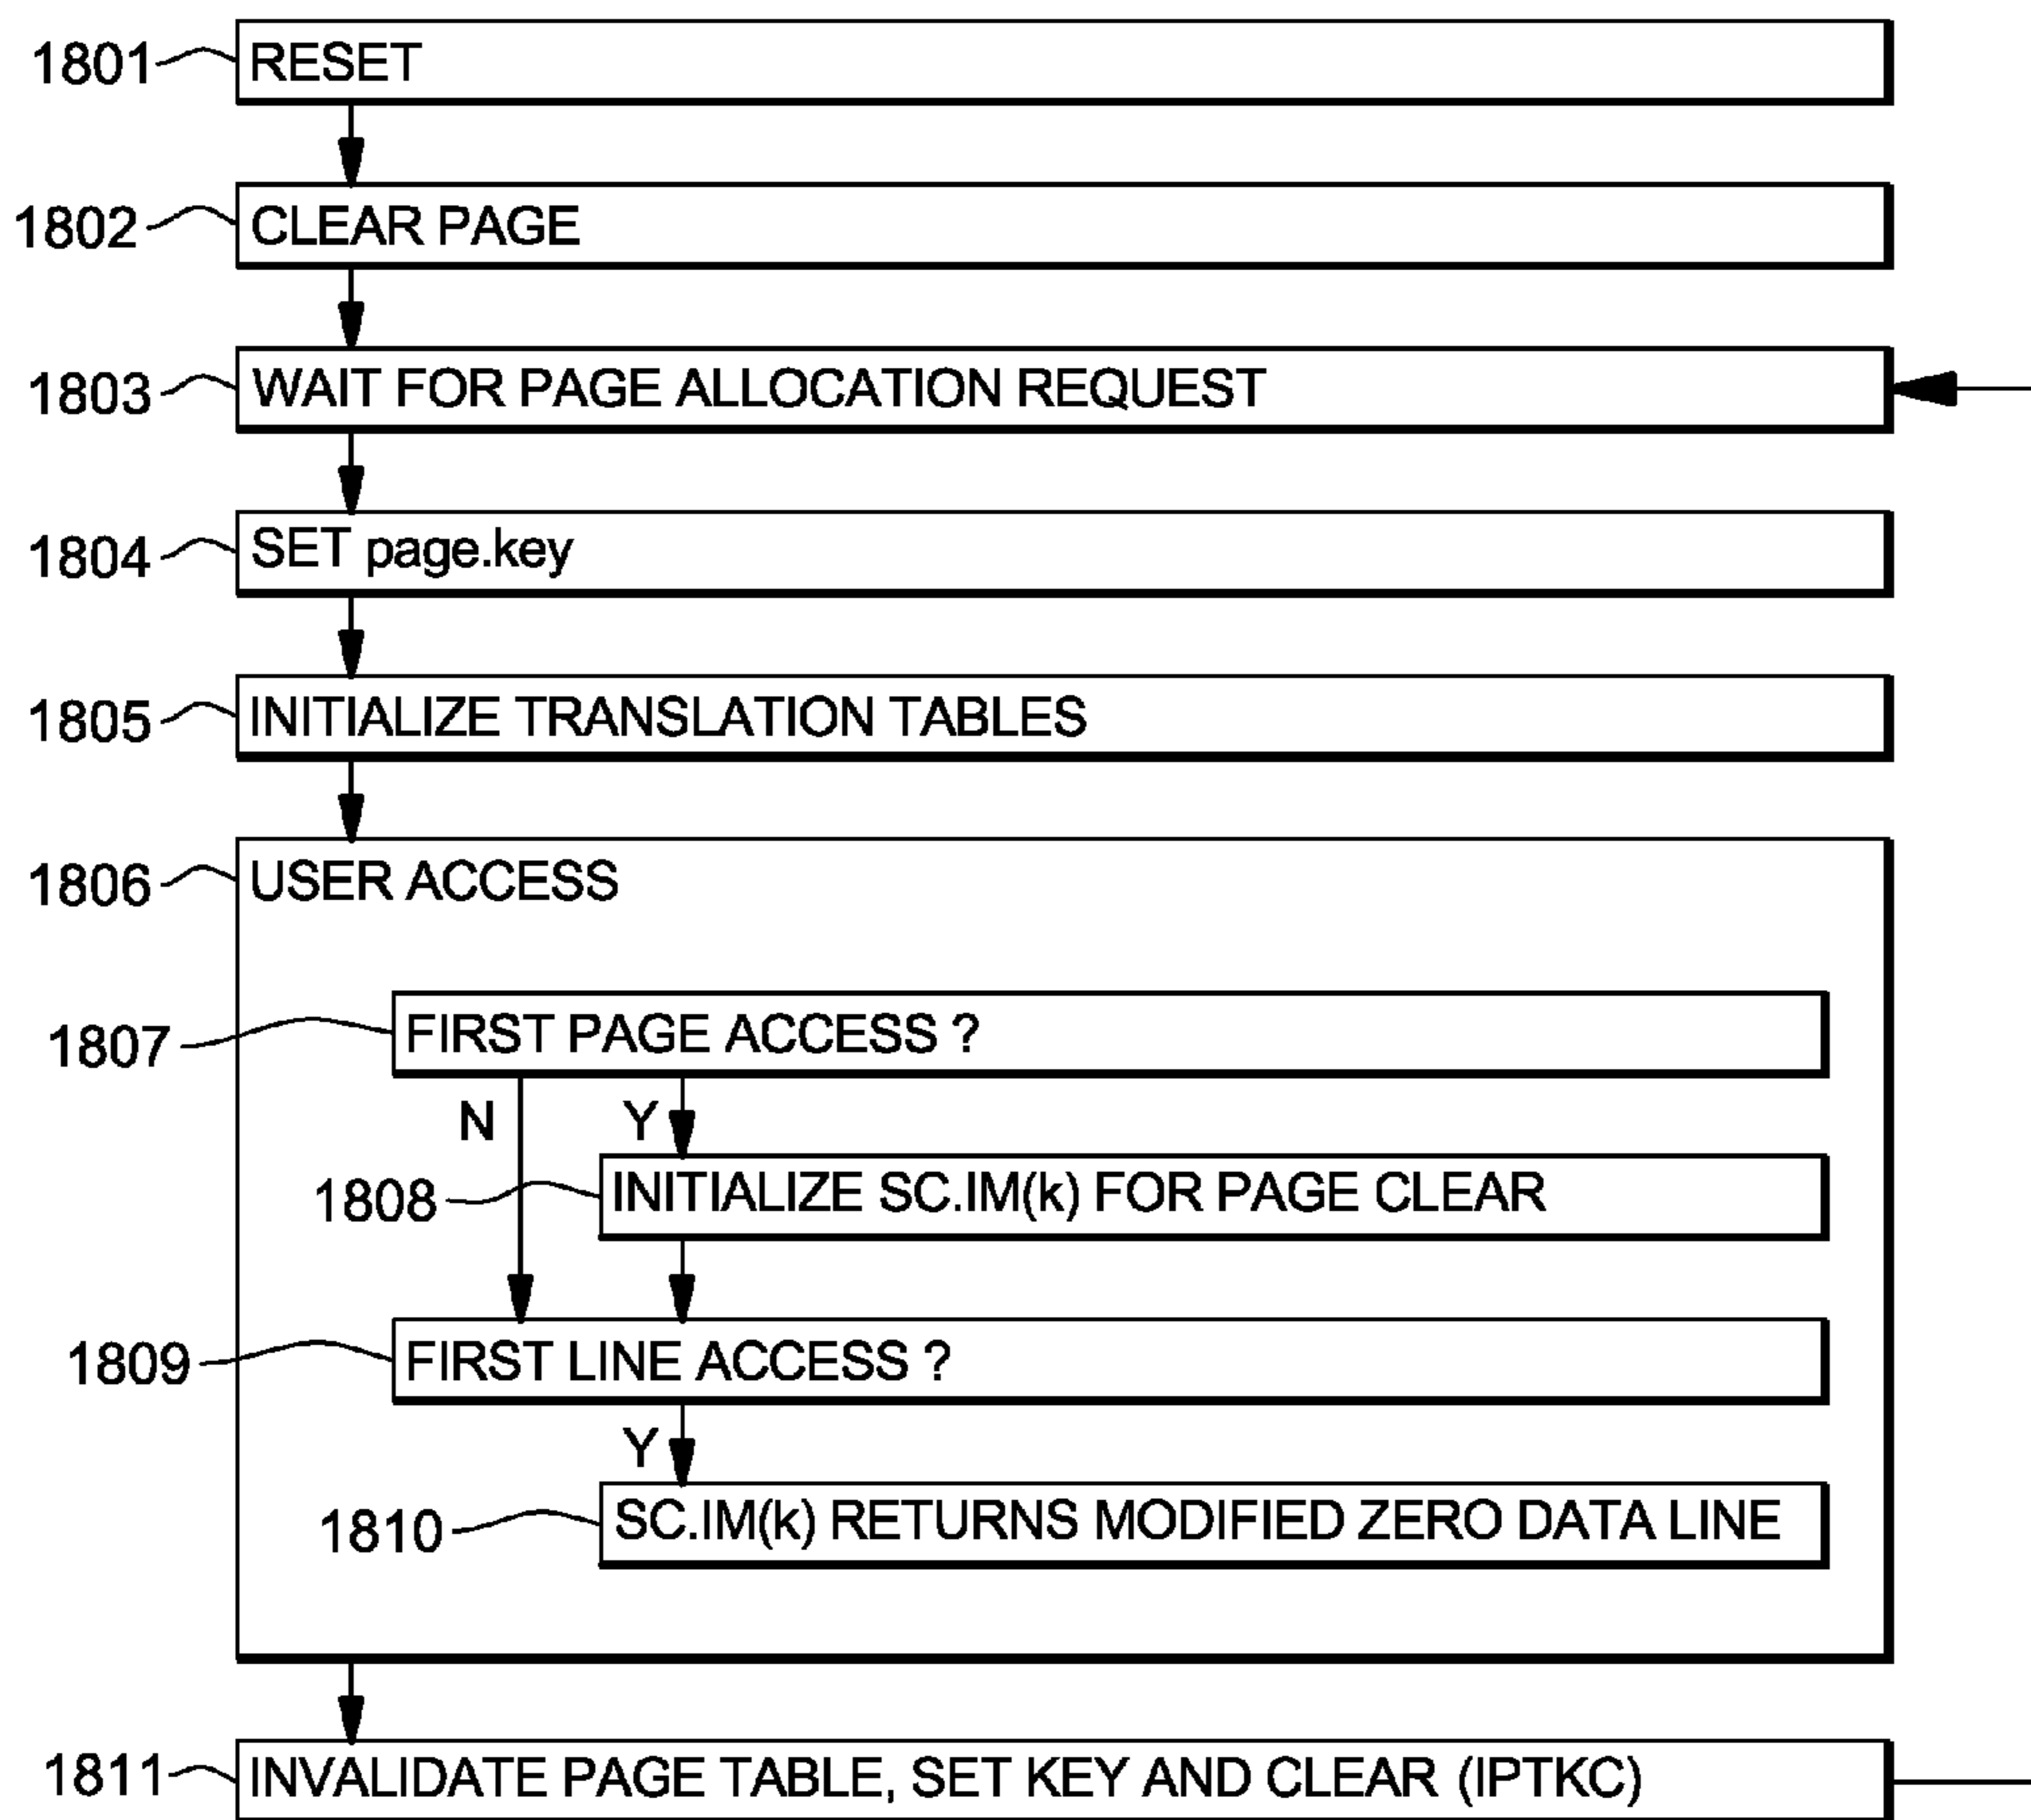 1801 RESET
1802 CLEAR PAGE
1803 WAIT FOR PAGE ALLOCATION REQUEST
1804 SET page.key
1805 INITIALIZE TRANSLATION TABLES
1806 USER ACCESS
1807 FIRST PAGE ACCESS ?
N Y
1808 INITIALIZE SC.IM(k) FOR PAGE CLEAR
1809 FIRST LINE ACCESS ?
Y
1810 SC.IM(k) RETURNS MODIFIED ZERO DATA LINE
1811 INVALIDATE PAGE TABLE, SET KEY AND CLEAR (IPTKC)